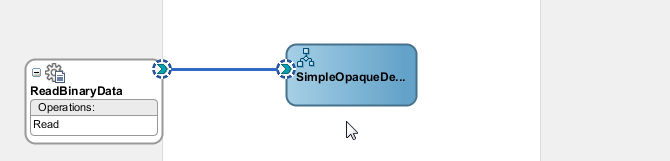 ReadBinaryData
Operations:
Read
SimpleOpaqueDe...